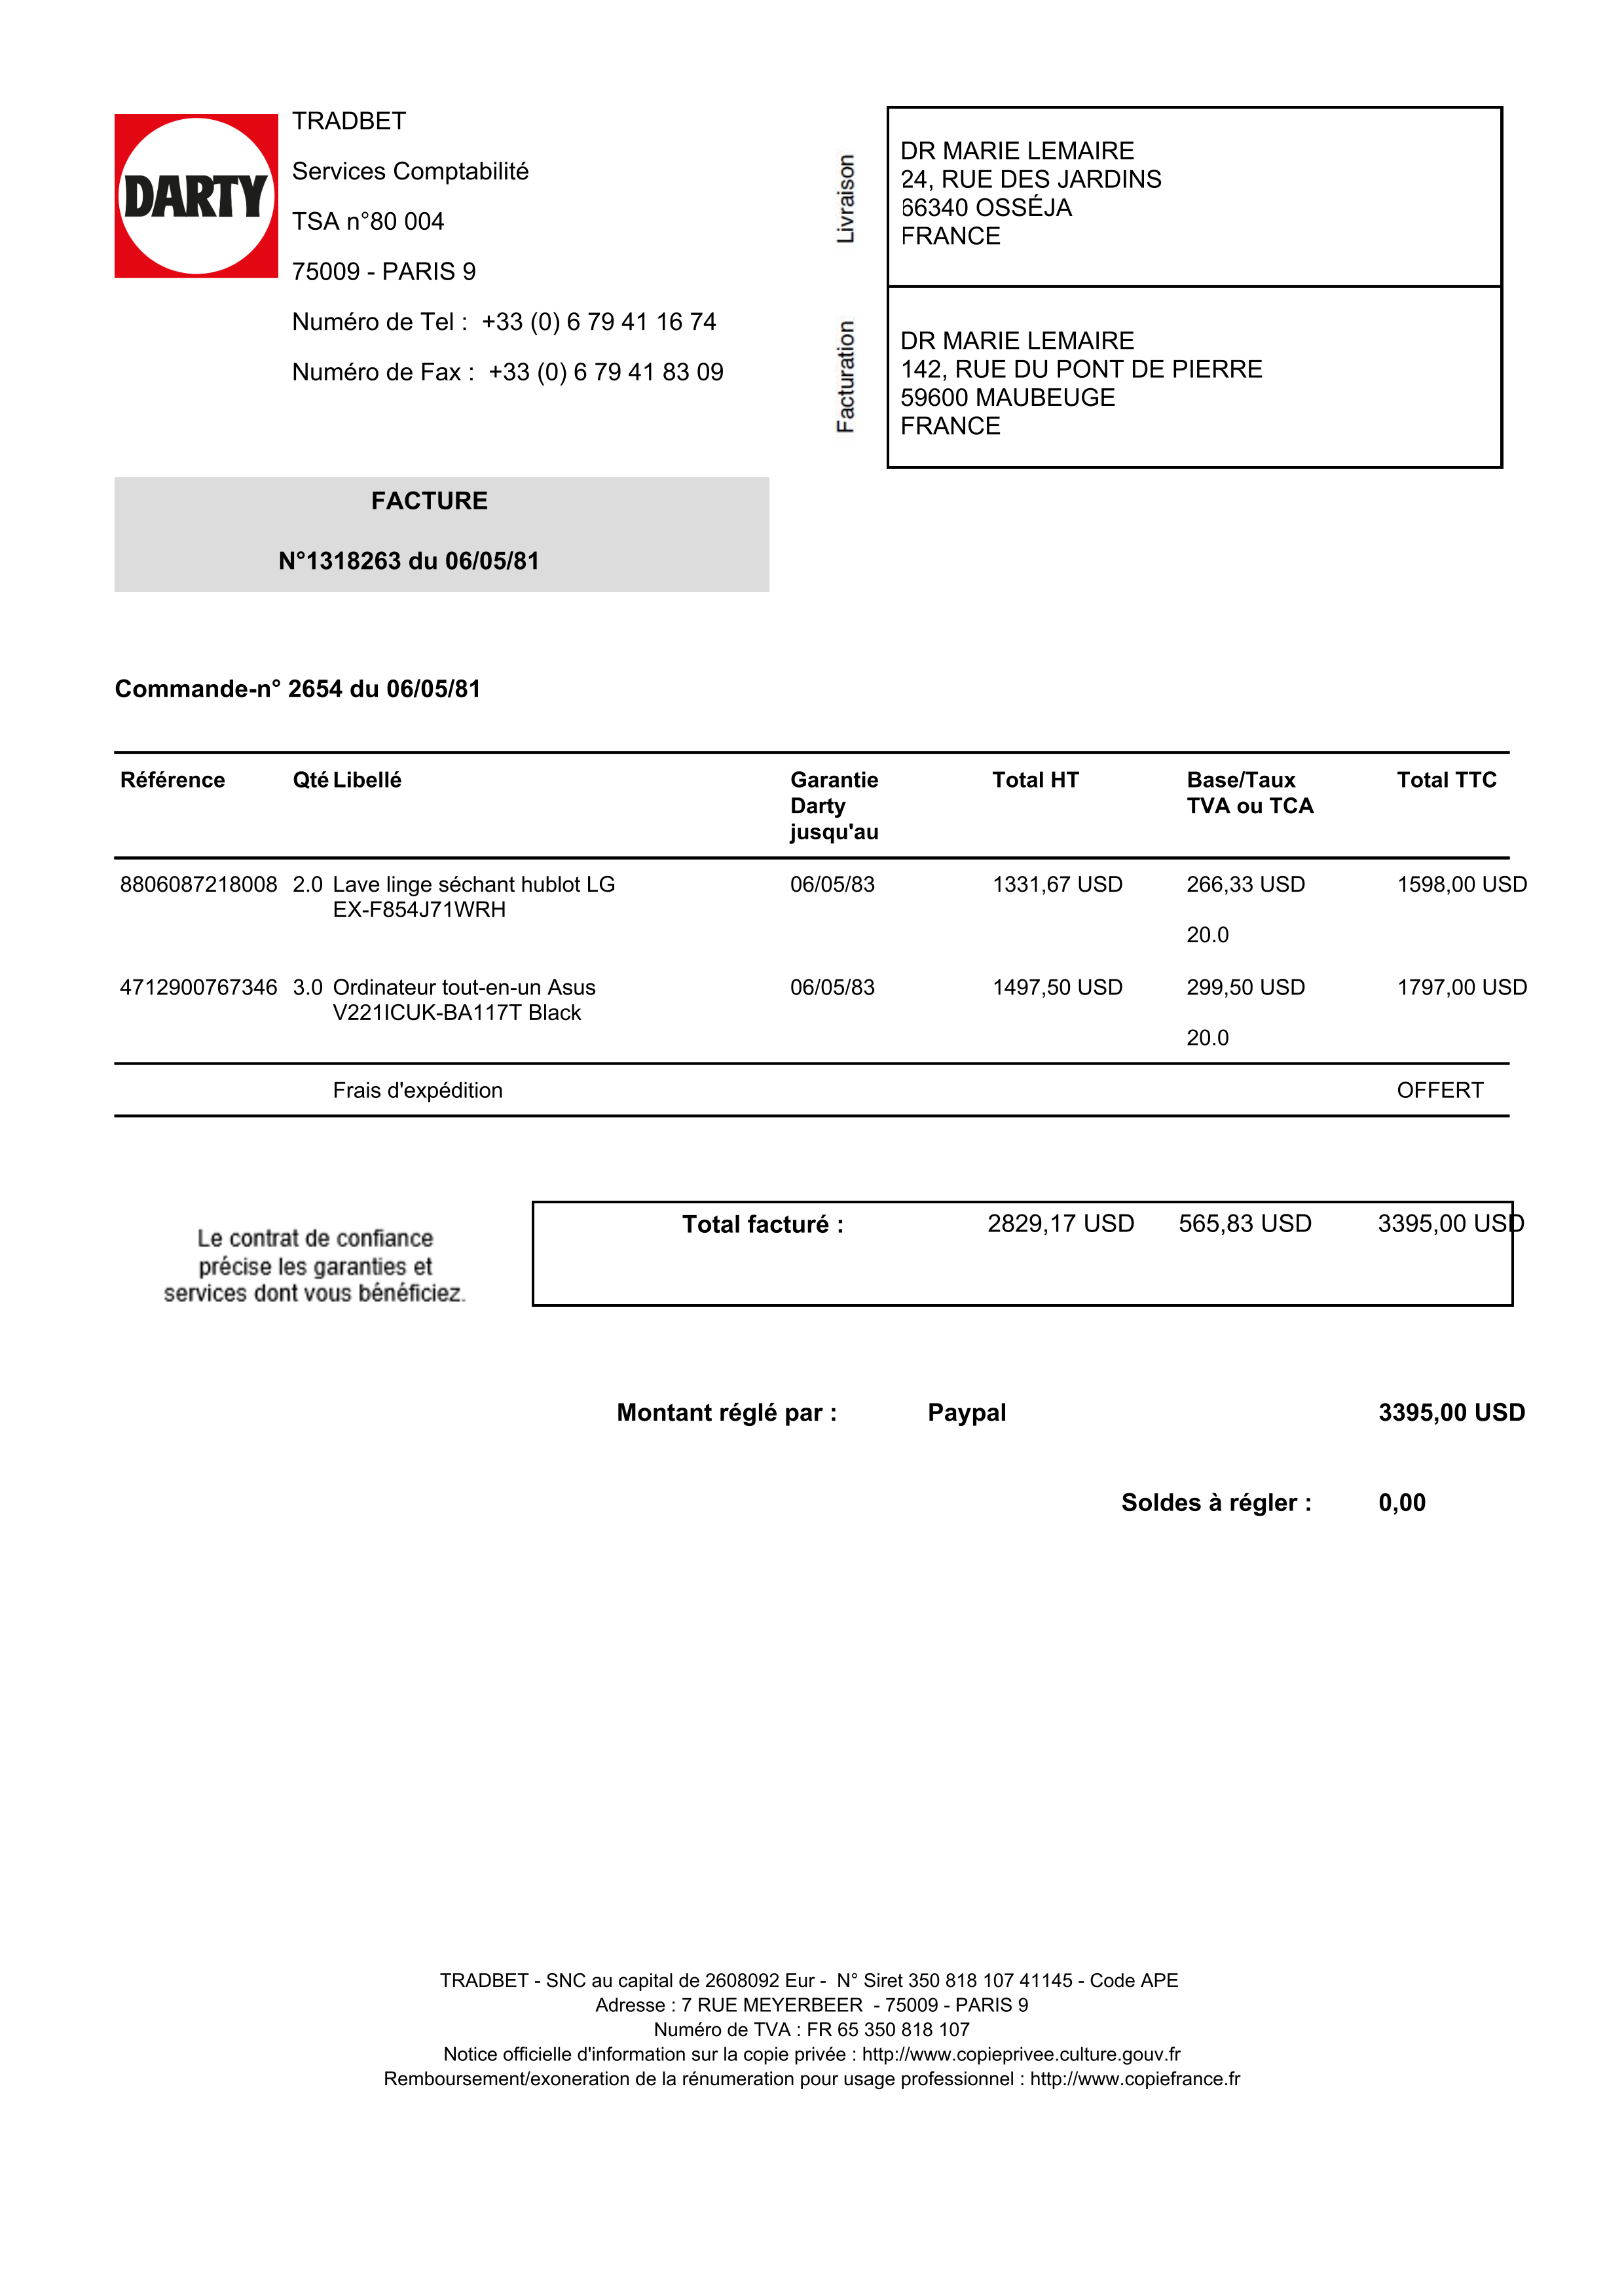 DARTY
TRADBET
Services Comptabilité
TSA n°80 004
75009 - PARIS 9
Numéro de Tel : +33 (0) 6 79 41 16 74
Numéro de Fax : +33 (0) 6 79 41 83 09
Livraison
DR MARIE LEMAIRE
24, RUE DES JARDINS
66340 OSSÉJA
FRANCE
Facturation
DR MARIE LEMAIRE
142, RUE DU PONT DE PIERRE
59600 MAUBEUGE
FRANCE
FACTURE
N°1318263 du 06/05/81
Commande-n° 2654 du 06/05/81
Référence Qté Libellé Garantie Total HT Base/Taux Total TTC
Darty TVA ou TCA
jusqu'au
8806087218008 2.0 Lave linge séchant hublot LG 06/05/83 1331,67 USD 266,33 USD 1598,00 USD
EX-F854J71WRH
20.0
4712900767346 3.0 Ordinateur tout-en-un Asus 06/05/83 1497,50 USD 299,50 USD 1797,00 USD
V221ICUK-BA117T Black
20.0
Frais d'expédition OFFERT
Le contrat de confiance
précise les garanties et
services dont vous bénéficiez.
Total facturé : 2829,17 USD 565,83 USD 3395,00 USD
Montant réglé par : Paypal 3395,00 USD
Soldes à régler : 0,00
TRADBET - SNC au capital de 2608092 Eur - N° Siret 350 818 107 41145 - Code APE
Adresse : 7 RUE MEYERBEER - 75009 - PARIS 9
Numéro de TVA : FR 65 350 818 107
Notice officielle d'information sur la copie privée : http://www.copieprivee.culture.gouv.fr
Remboursement/exoneration de la rénumeration pour usage professionnel : http://www.copiefrance.fr